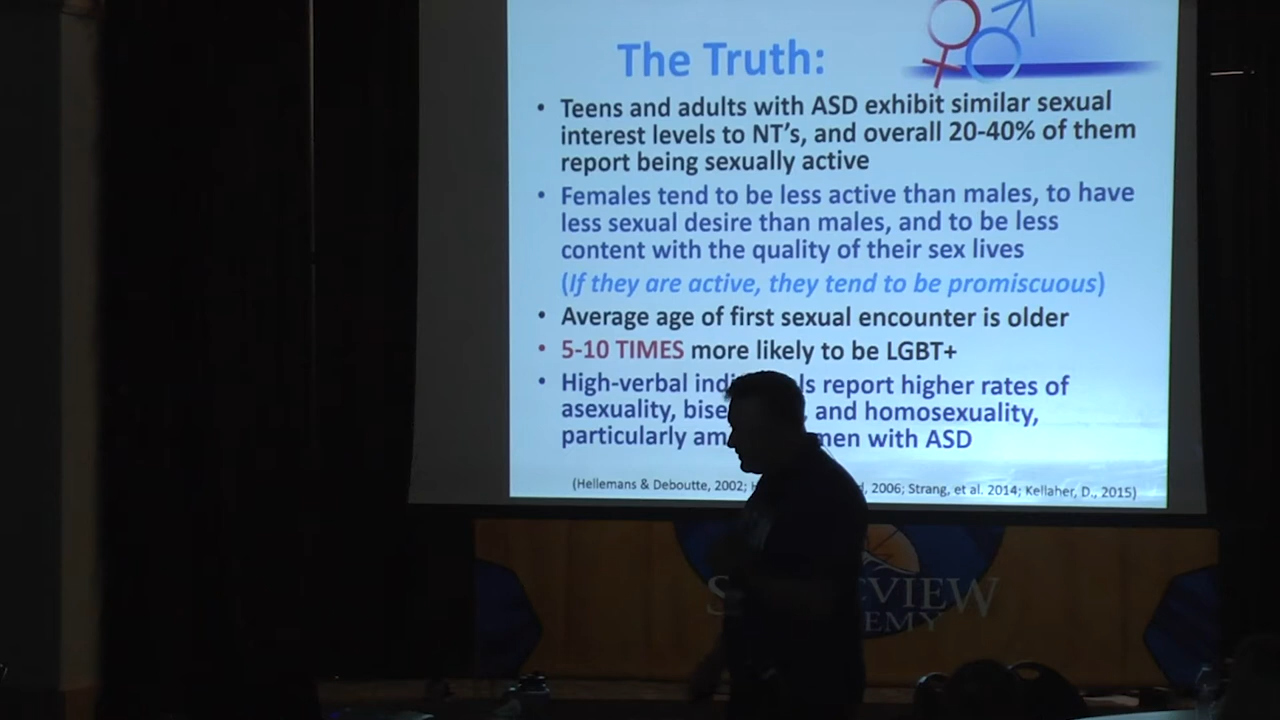 The Truth:
• Teens and adults with ASD exhibit similar sexual
interest levels to NT's, and overall 20-40% of them
report being sexually active
• Females tend to be less active than males, to have
less sexual desire than males, and to be less
content with the quality of their sex lives
(If they are active, they tend to be promiscuous)
• Average age of first sexual encounter is older
• 5-10 TIMES more likely to be LGBT+
• High-verbal report higher rates of
asexuality, and homosexuality,
particularly with ASD
(Hellemans & Deboutte, 2002; 2006; Strang, et al. 2014; Kellaher, D., 2015)